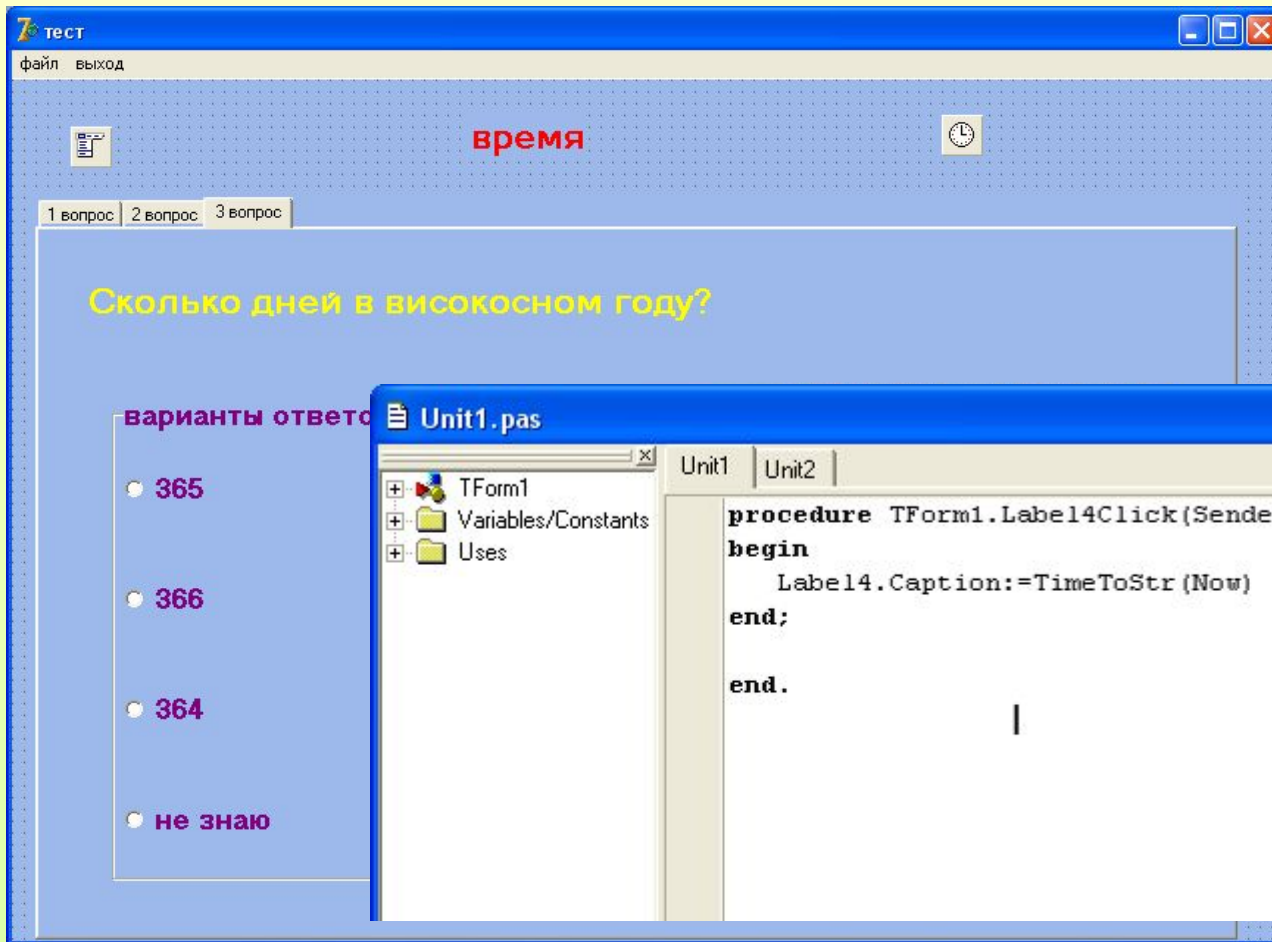 тест
файл выход
время
1 вопрос 2 вопрос 3 вопрос
Сколько дней в високосном году?
варианты ответо
365
366
364
не знаю
Unit1.pas
TForm1
Variables/Constants
Uses
Unit1 Unit2
procedure TForm1.Label4Click(Sende
begin
Label4.Caption:=TimeToStr(Now)
end;
end.